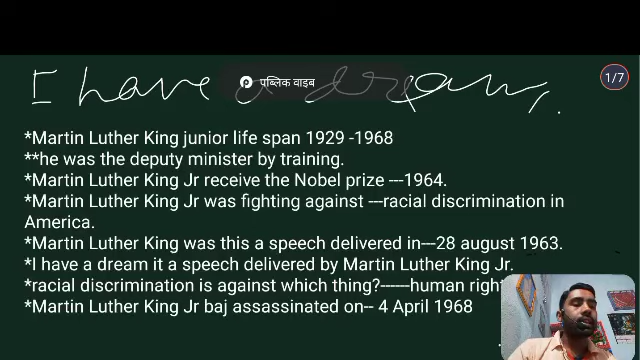 I have a dream,
पब्लिक वाइब
1/7
*Martin Luther King junior life span 1929 -1968
**he was the deputy minister by training.
*Martin Luther King Jr receive the Nobel prize ---1964.
*Martin Luther King Jr was fighting against ---racial discrimination in
America.
*Martin Luther King was this a speech delivered in---28 august 1963.
*I have a dream it a speech delivered by Martin Luther King Jr.
*racial discrimination is against which thing?-----human right
*Martin Luther King Jr baj assassinated on-- 4 April 1968